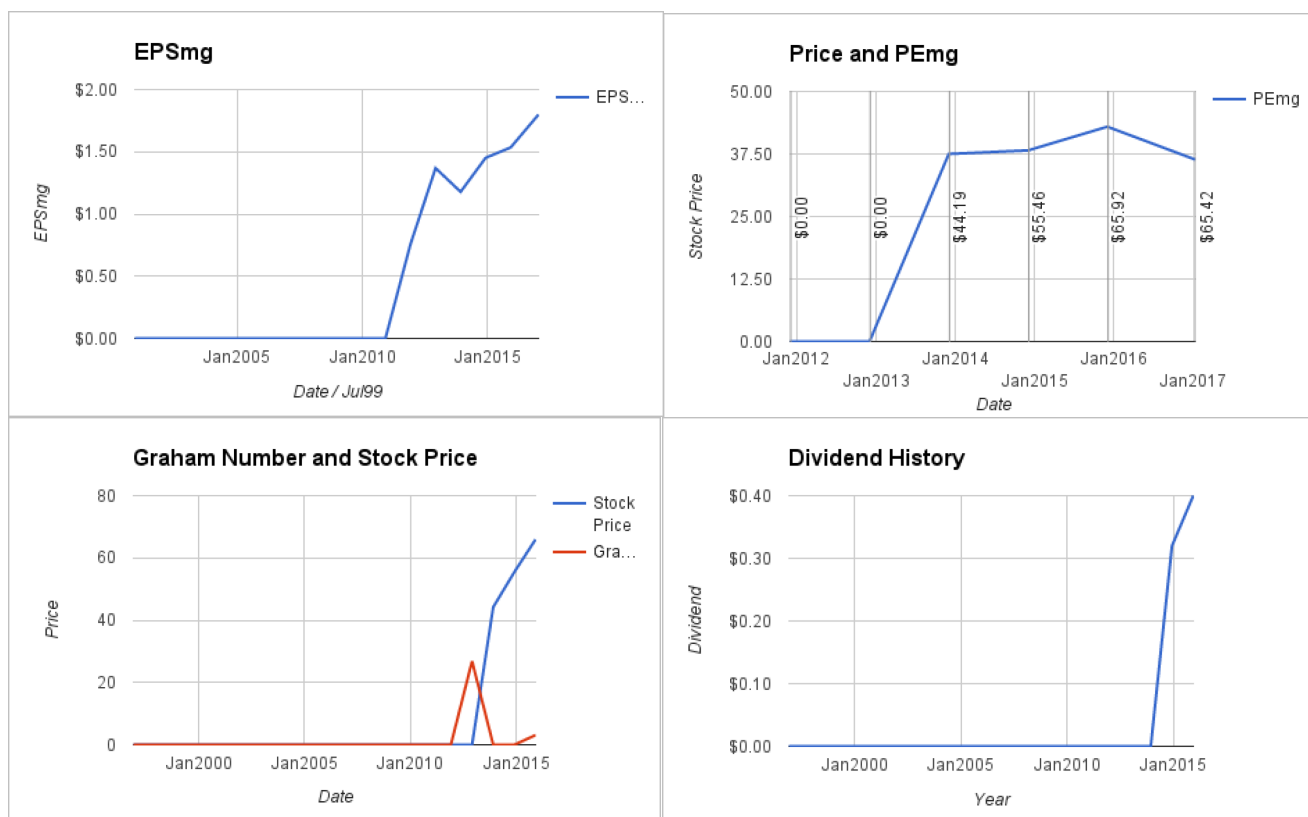 EPSmg
$2.00
$1.50
$1.00
$0.50
$0.00
EPSmg
EPS...
Jan2005
Jan2010
Jan2015
Date / Jul99
Price and PEmg
50.00
37.50
25.00
12.50
0.00
Stock Price
PEmg
$0.00
$0.00
$44.19
$55.46
$65.92
$65.42
Jan2012
Jan2013
Jan2014
Jan2015
Jan2016
Jan2017
Date
Graham Number and Stock Price
80
60
40
20
0
Price
Stock
Price
Gra...
Jan2000
Jan2005
Jan2010
Jan2015
Date
Dividend History
$0.40
$0.30
$0.20
$0.10
$0.00
Dividend
Jan2000
Jan2005
Jan2010
Jan2015
Year